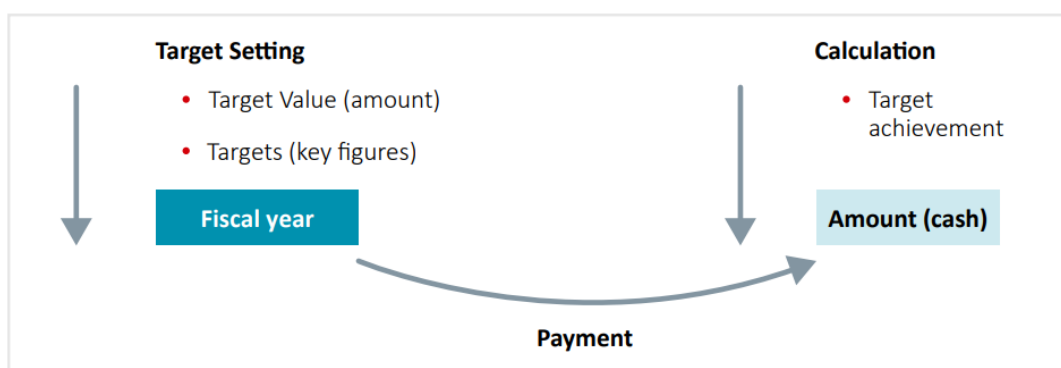 Target Setting
• Target Value (amount)
• Targets (key figures)
Fiscal year
Calculation
• Target
achievement
Amount (cash)
Payment